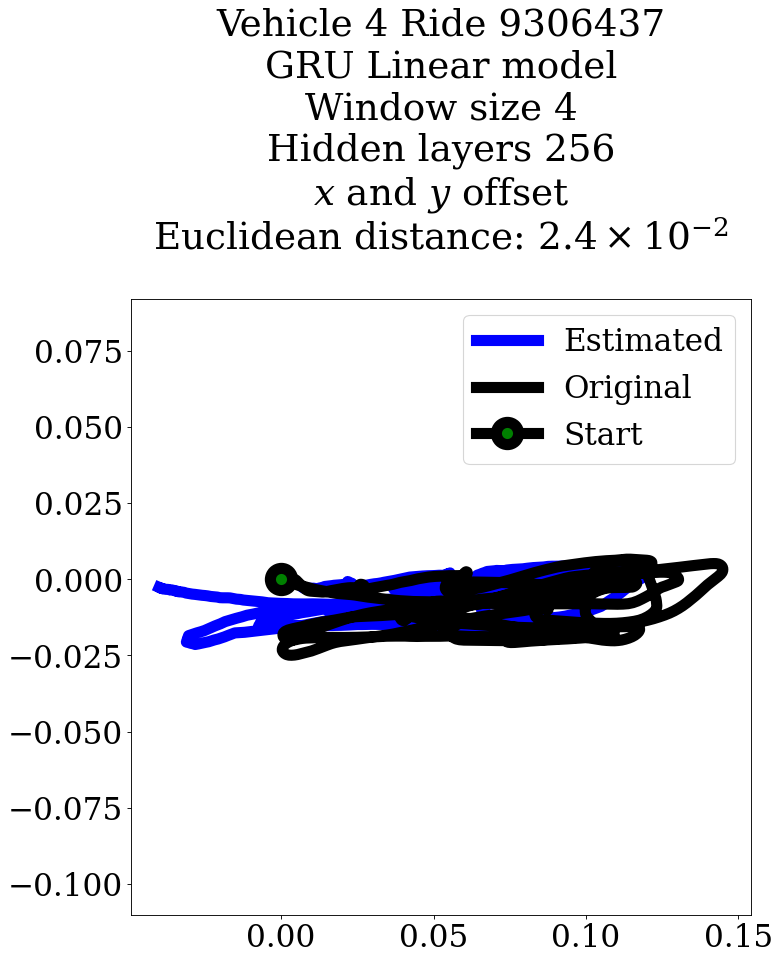 Vehicle 4 Ride 9306437
GRU Linear model
Window size 4
Hidden layers 256
x and y offset
Euclidean distance: 2.4 × 10⁻²
Estimated
Original
Start
0.075
0.050
0.025
0.000
−0.025
−0.050
−0.075
−0.100
0.00 0.05 0.10 0.15